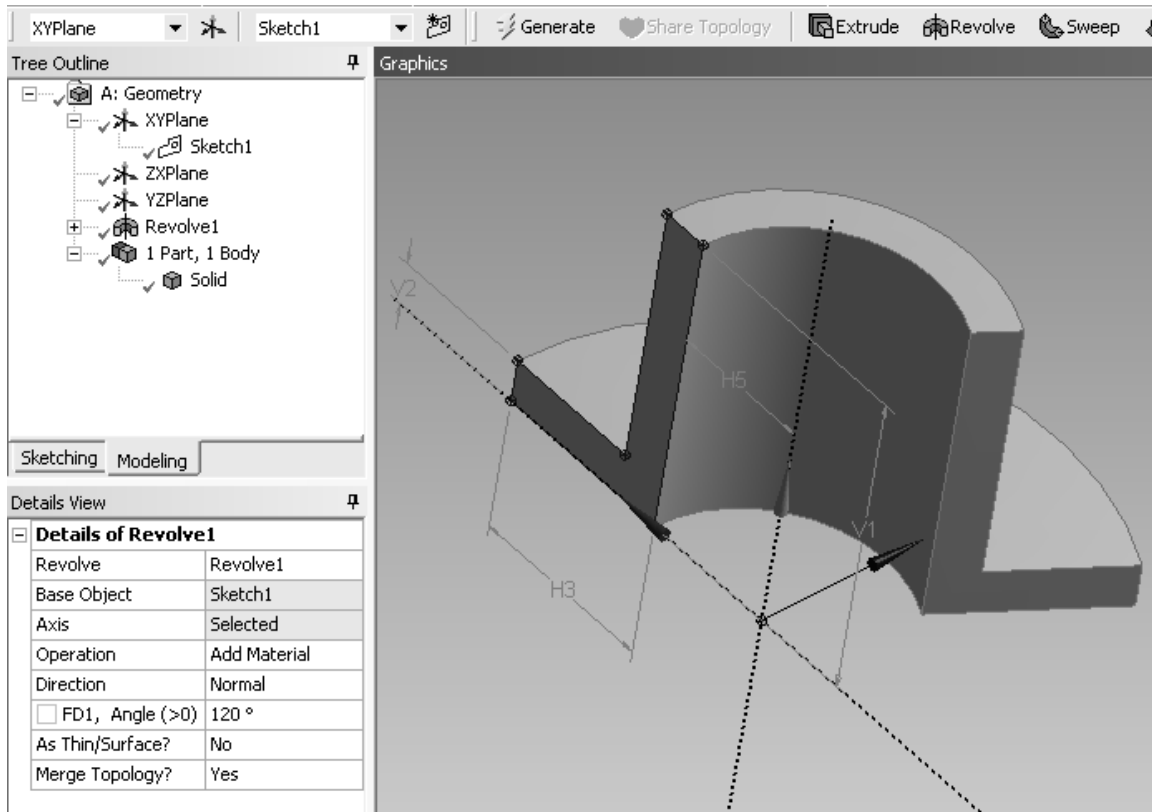 XYPlane Sketch1 Generate Share Topology Extrude Revolve Sweep
Tree Outline
Graphics
A: Geometry
XYPlane
Sketch1
ZXPlane
YZPlane
Revolve1
1 Part, 1 Body
Solid
Sketching Modeling
Details View
Details of Revolve1
Revolve Revolve1
Base Object Sketch1
Axis Selected
Operation Add Material
Direction Normal
FD1, Angle (>0) 120 °
As Thin/Surface? No
Merge Topology? Yes
V2
H5
V1
H3